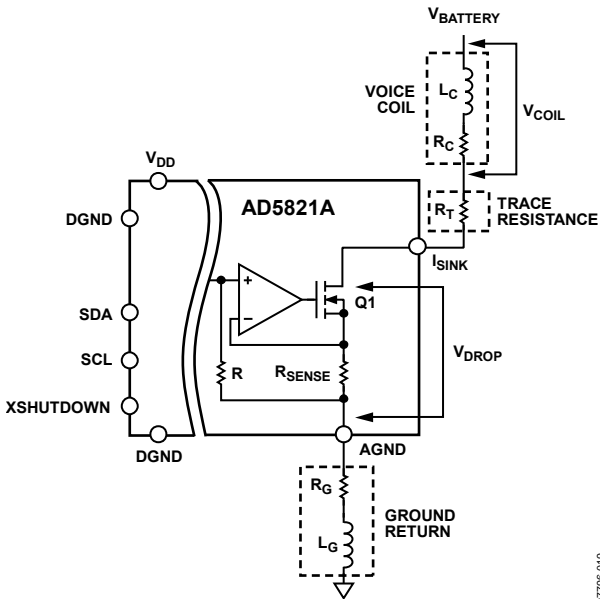 VBATTERY
VOICE
COIL
LC
VCOIL
RC
VDD
AD5821A
RT
TRACE
RESISTANCE
DGND
ISINK
+
Q1
−
SDA
VDROP
SCL
R
RSENSE
XSHUTDOWN
DGND
AGND
RG
GROUND
RETURN
LG